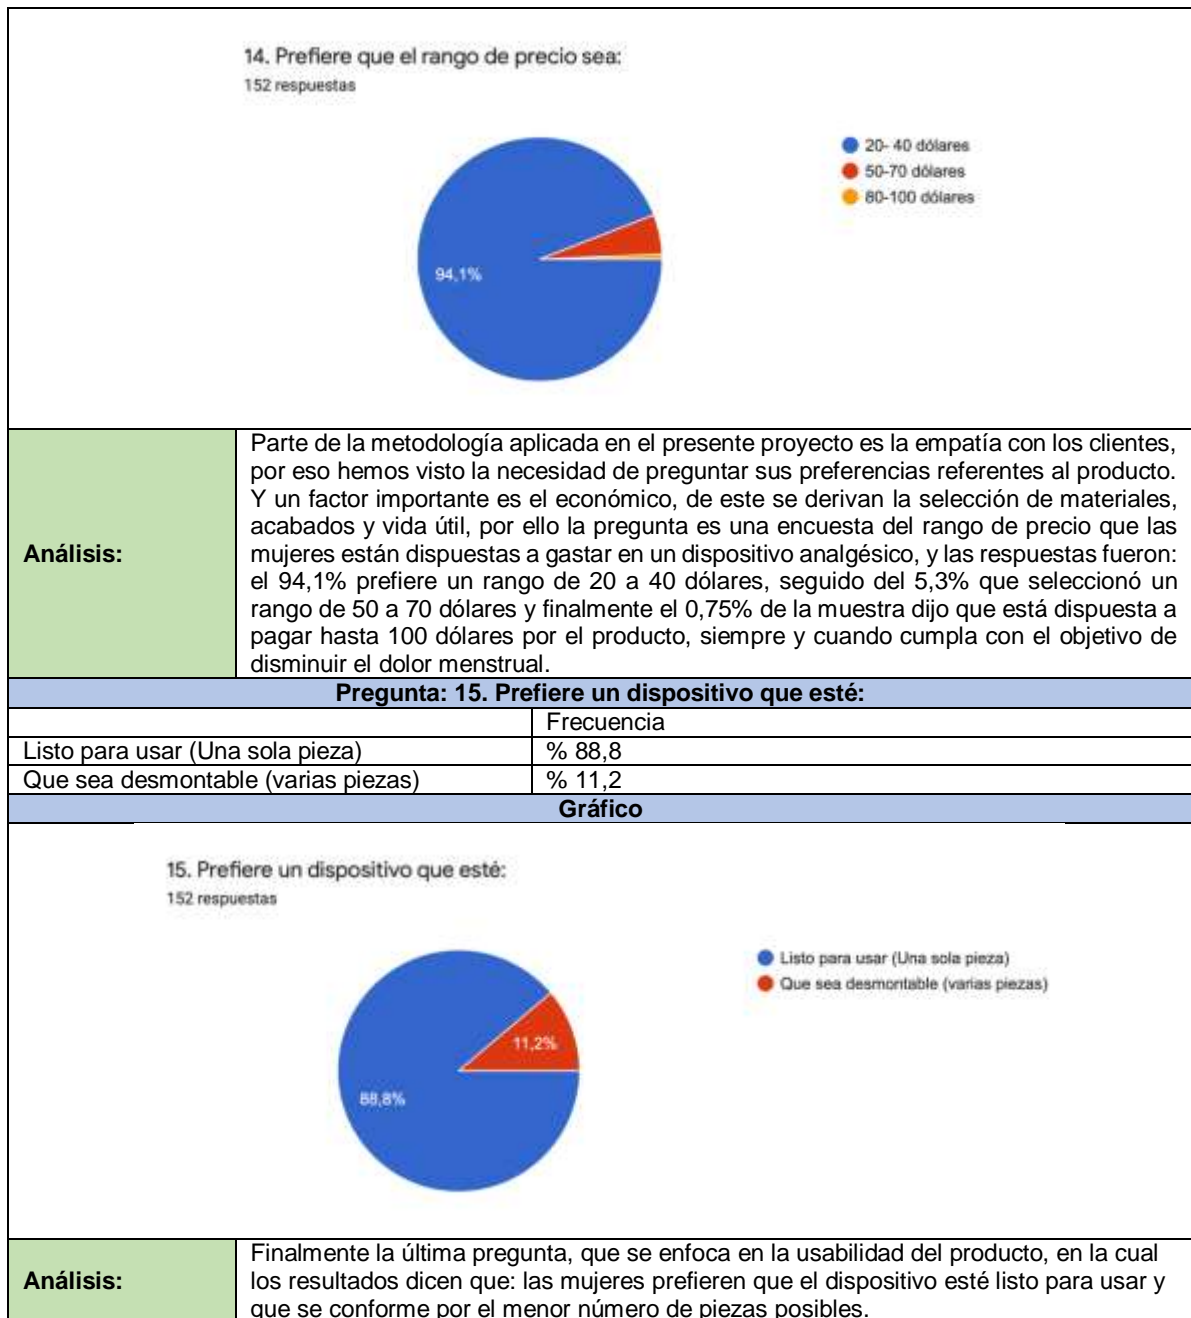 14. Prefiere que el rango de precio sea:
152 respuestas
20- 40 dólares
50-70 dólares
80-100 dólares
94,1%
Análisis:
Parte de la metodología aplicada en el presente proyecto es la empatía con los clientes,
por eso hemos visto la necesidad de preguntar sus preferencias referentes al producto.
Y un factor importante es el económico, de este se derivan la selección de materiales,
acabados y vida útil, por ello la pregunta es una encuesta del rango de precio que las
mujeres están dispuestas a gastar en un dispositivo analgésico, y las respuestas fueron:
el 94,1% prefiere un rango de 20 a 40 dólares, seguido del 5,3% que seleccionó un
rango de 50 a 70 dólares y finalmente el 0,75% de la muestra dijo que está dispuesta a
pagar hasta 100 dólares por el producto, siempre y cuando cumpla con el objetivo de
disminuir el dolor menstrual.
Pregunta: 15. Prefiere un dispositivo que esté:
Frecuencia
Listo para usar (Una sola pieza) % 88,8
Que sea desmontable (varias piezas) % 11,2
Gráfico
15. Prefiere un dispositivo que esté:
152 respuestas
Listo para usar (Una sola pieza)
Que sea desmontable (varias piezas)
11,2%
88,8%
Análisis:
Finalmente la última pregunta, que se enfoca en la usabilidad del producto, en la cual
los resultados dicen que: las mujeres prefieren que el dispositivo esté listo para usar y
que se conforme por el menor número de piezas posibles.